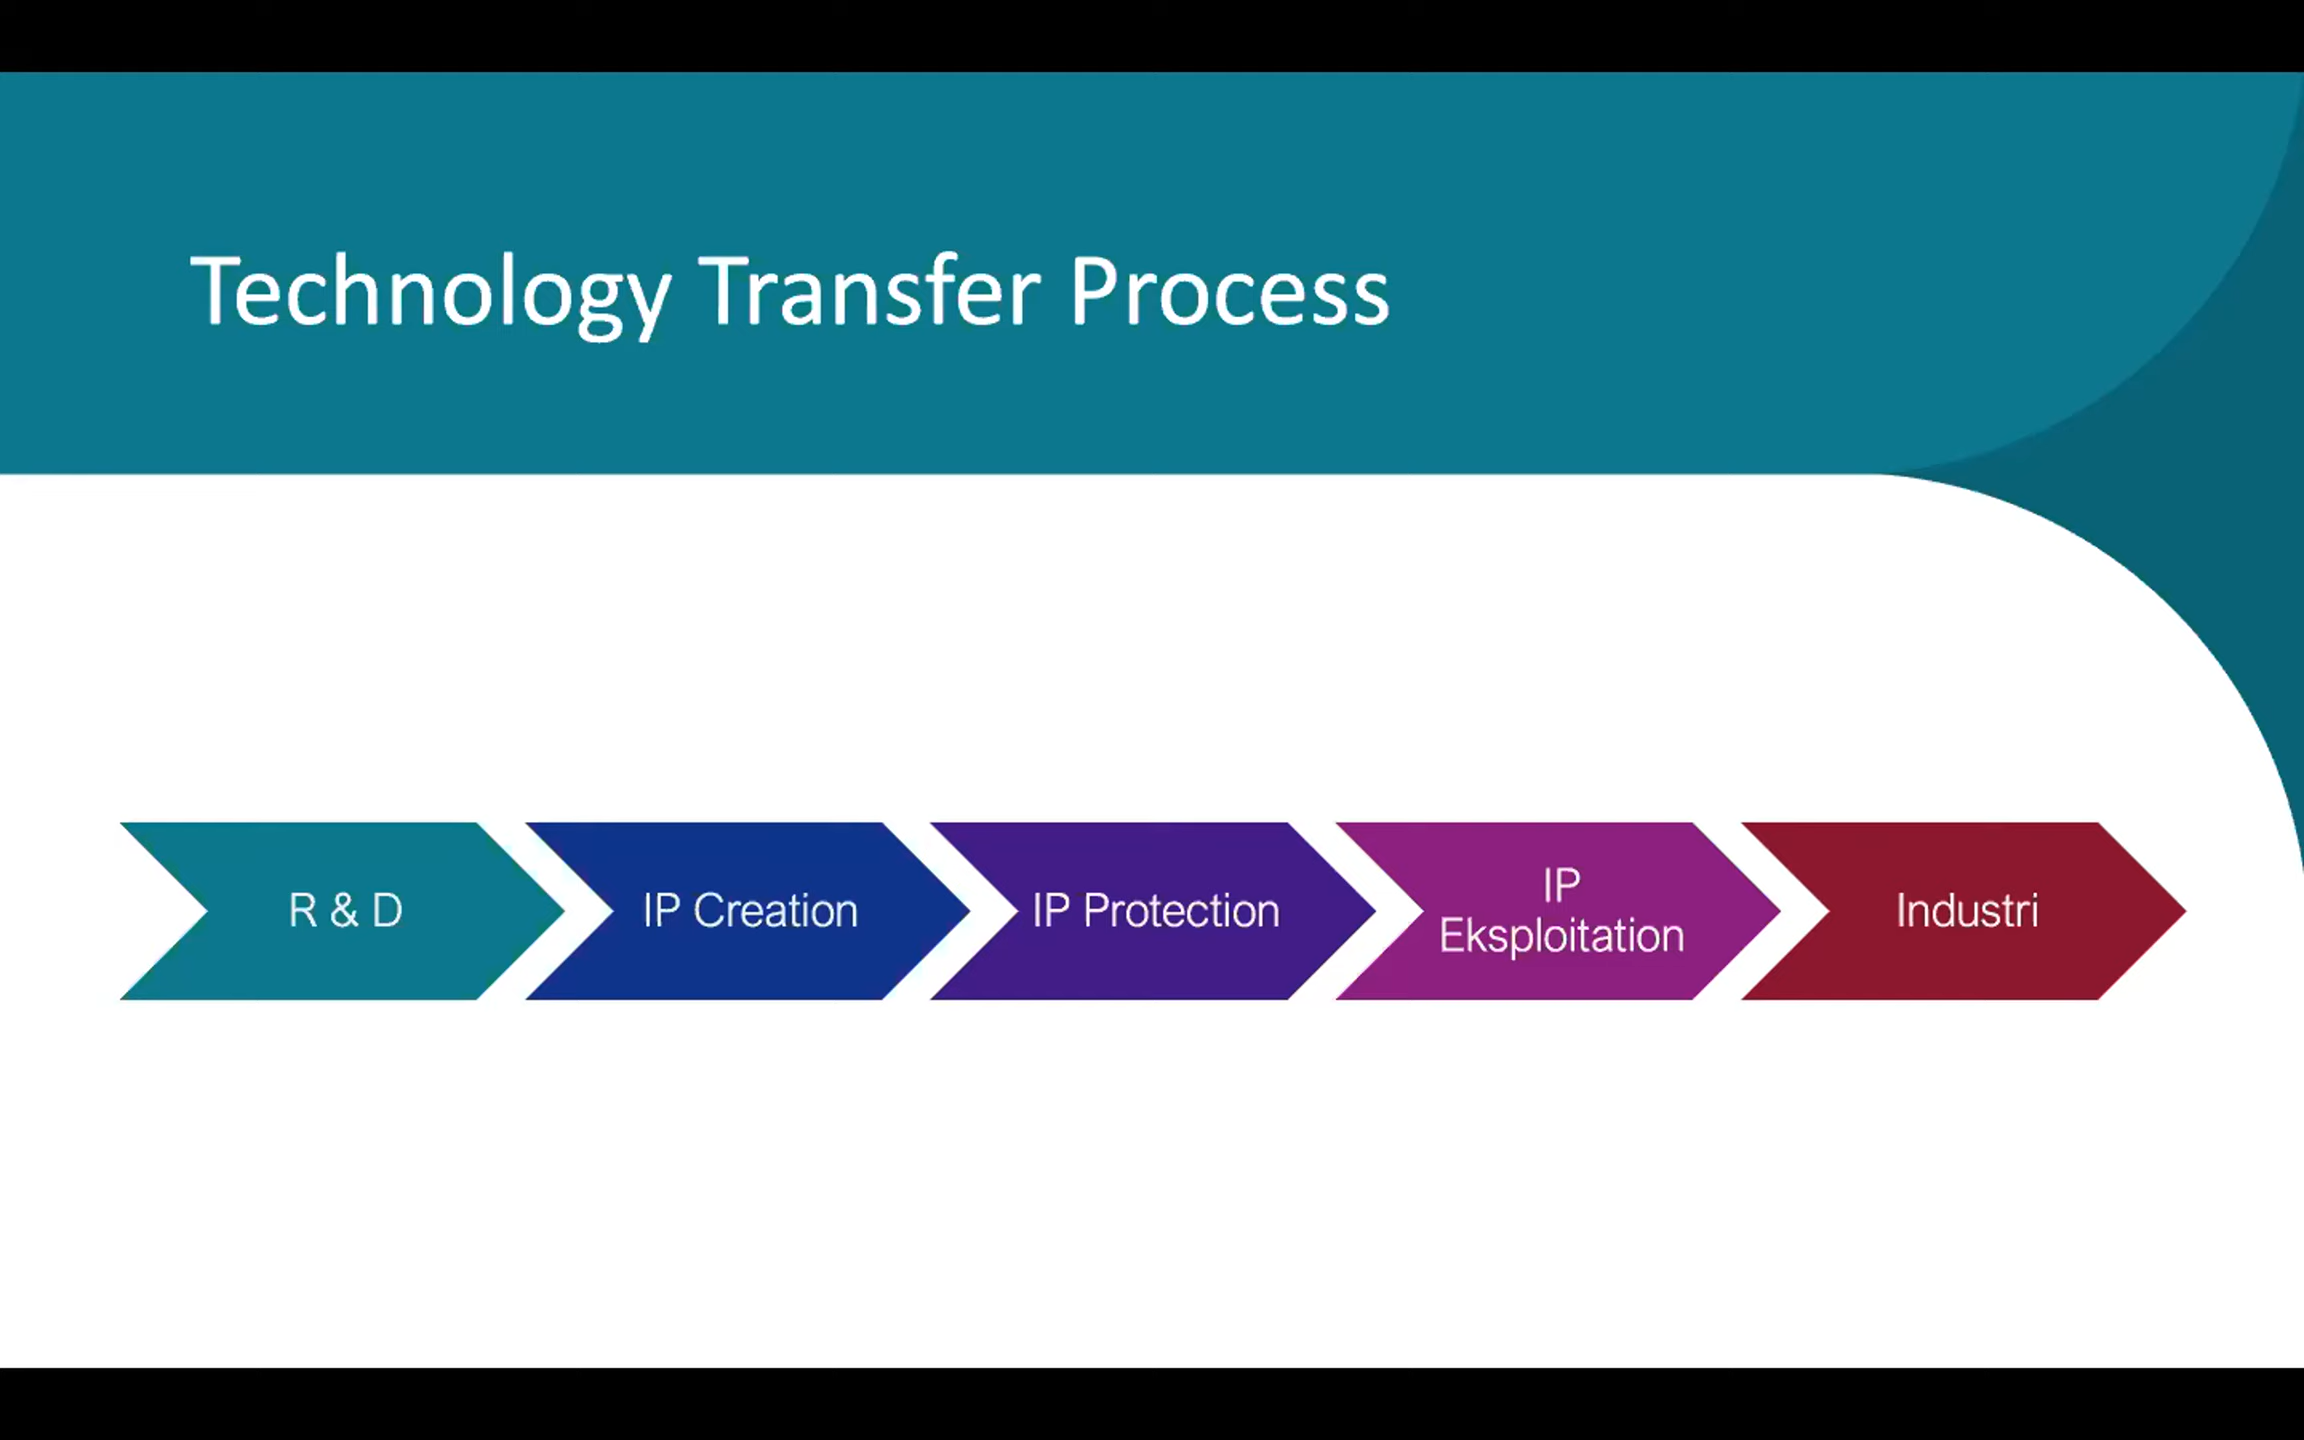 Technology Transfer Process
R & D
IP Creation
IP Protection
IP
Eksploitation
Industri